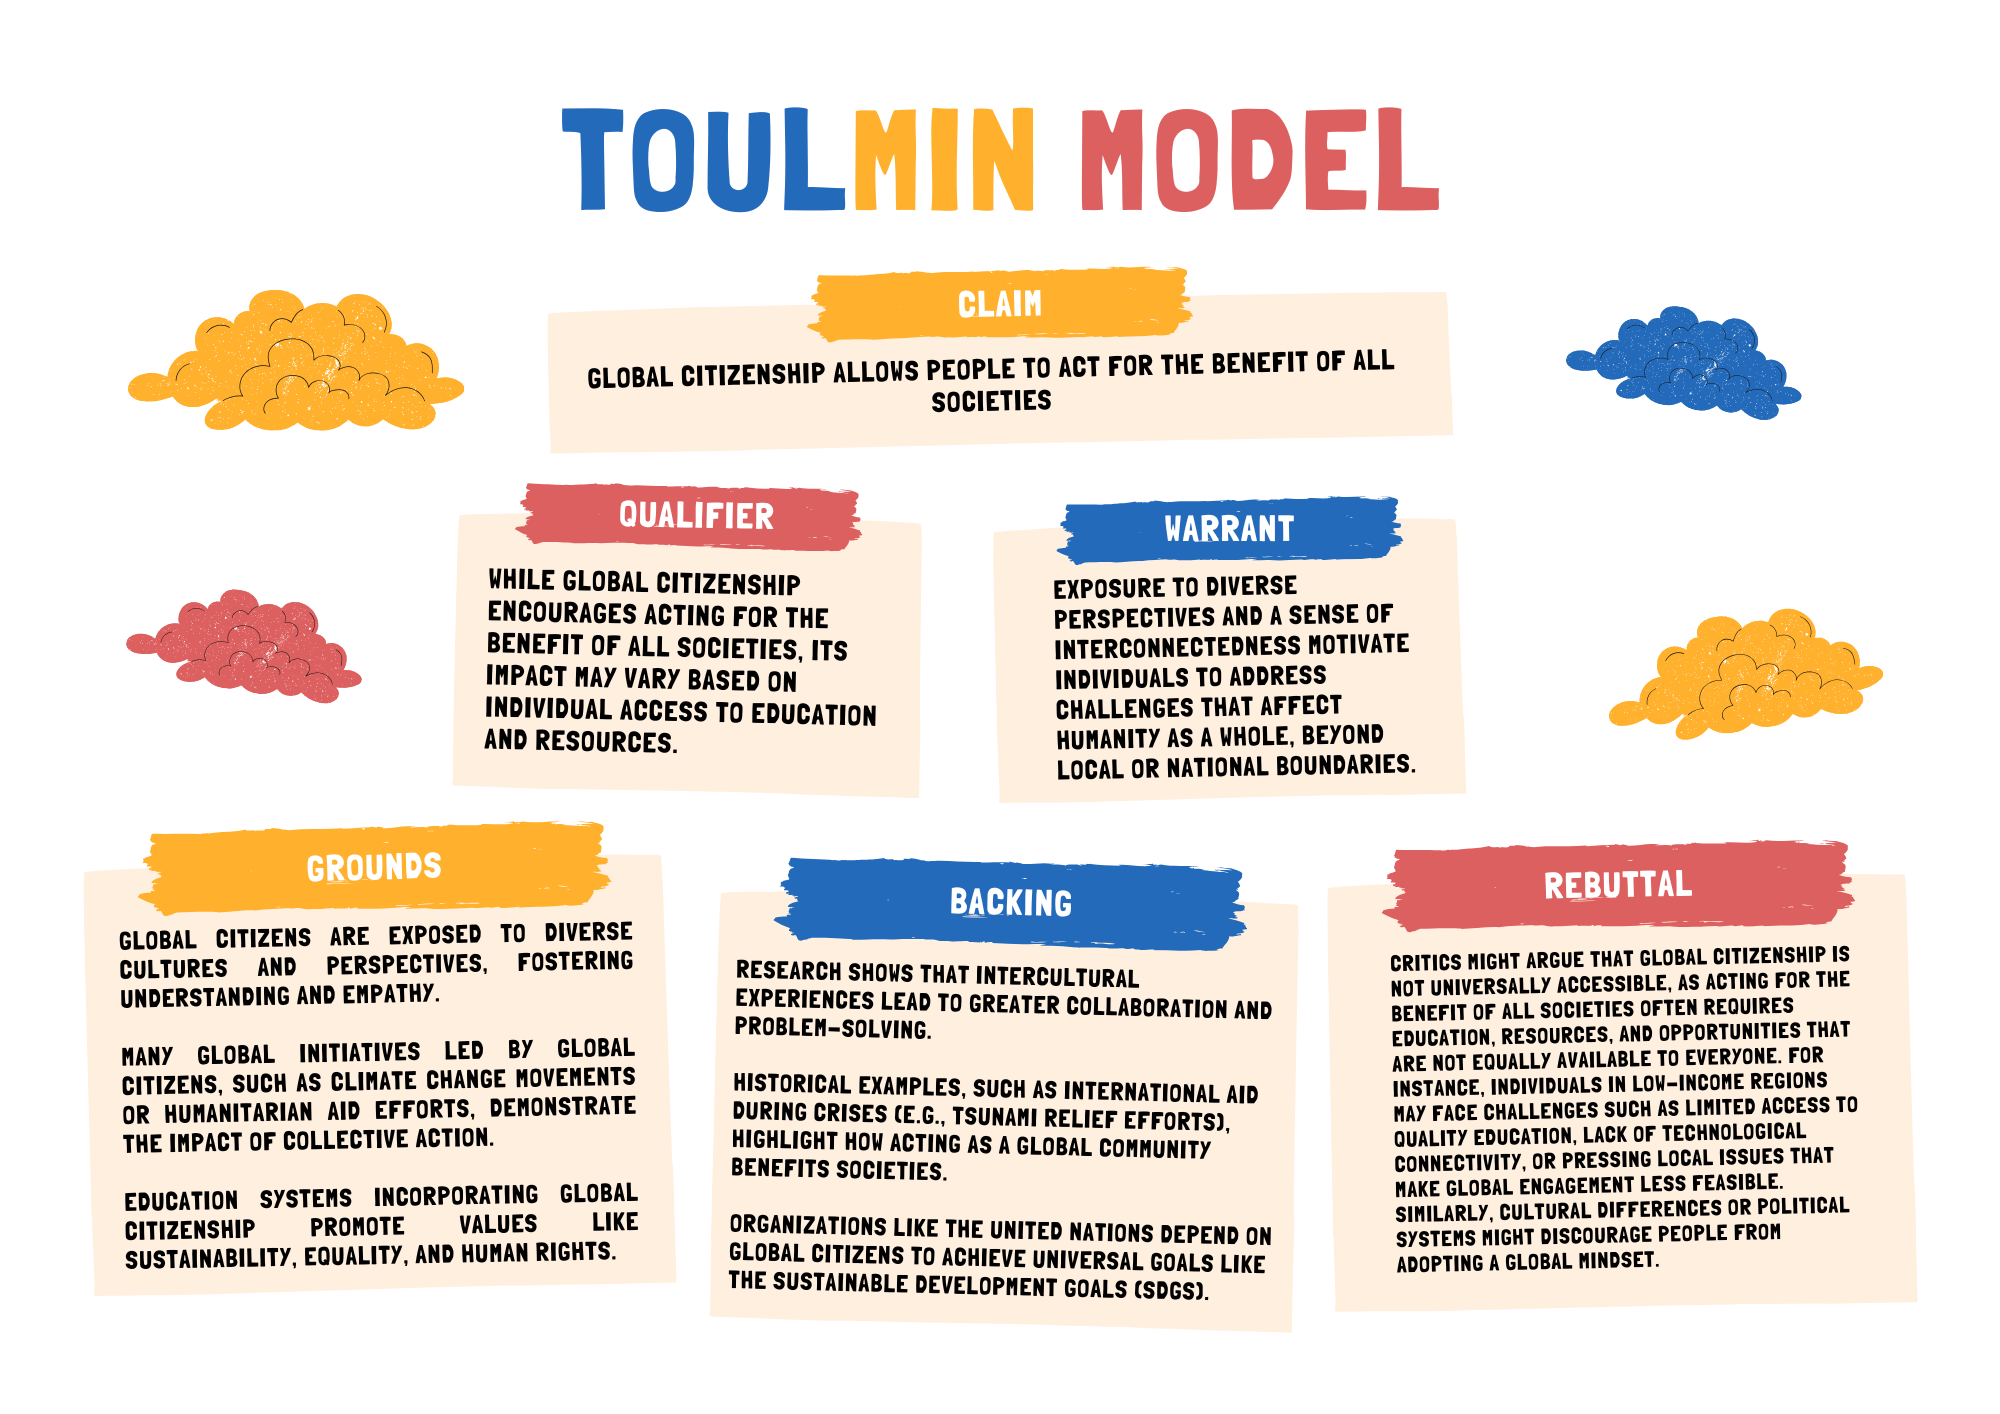 TOULMIN MODEL
CLAIM
GLOBAL CITIZENSHIP ALLOWS PEOPLE TO ACT FOR THE BENEFIT OF ALL
SOCIETIES
QUALIFIER
WHILE GLOBAL CITIZENSHIP
ENCOURAGES ACTING FOR THE
BENEFIT OF ALL SOCIETIES, ITS
IMPACT MAY VARY BASED ON
INDIVIDUAL ACCESS TO EDUCATION
AND RESOURCES.
WARRANT
EXPOSURE TO DIVERSE
PERSPECTIVES AND A SENSE OF
INTERCONNECTEDNESS MOTIVATE
INDIVIDUALS TO ADDRESS
CHALLENGES THAT AFFECT
HUMANITY AS A WHOLE, BEYOND
LOCAL OR NATIONAL BOUNDARIES.
GROUNDS
GLOBAL CITIZENS ARE EXPOSED TO DIVERSE
CULTURES AND PERSPECTIVES, FOSTERING
UNDERSTANDING AND EMPATHY.
MANY GLOBAL INITIATIVES LED BY GLOBAL
CITIZENS, SUCH AS CLIMATE CHANGE MOVEMENTS
OR HUMANITARIAN AID EFFORTS, DEMONSTRATE
THE IMPACT OF COLLECTIVE ACTION.
EDUCATION SYSTEMS INCORPORATING GLOBAL
CITIZENSHIP PROMOTE VALUES LIKE
SUSTAINABILITY, EQUALITY, AND HUMAN RIGHTS.
BACKING
RESEARCH SHOWS THAT INTERCULTURAL
EXPERIENCES LEAD TO GREATER COLLABORATION AND
PROBLEM-SOLVING.
HISTORICAL EXAMPLES, SUCH AS INTERNATIONAL AID
DURING CRISES (E.G., TSUNAMI RELIEF EFFORTS),
HIGHLIGHT HOW ACTING AS A GLOBAL COMMUNITY
BENEFITS SOCIETIES.
ORGANIZATIONS LIKE THE UNITED NATIONS DEPEND ON
GLOBAL CITIZENS TO ACHIEVE UNIVERSAL GOALS LIKE
THE SUSTAINABLE DEVELOPMENT GOALS (SDGS).
REBUTTAL
CRITICS MIGHT ARGUE THAT GLOBAL CITIZENSHIP IS
NOT UNIVERSALLY ACCESSIBLE, AS ACTING FOR THE
BENEFIT OF ALL SOCIETIES OFTEN REQUIRES
EDUCATION, RESOURCES, AND OPPORTUNITIES THAT
ARE NOT EQUALLY AVAILABLE TO EVERYONE. FOR
INSTANCE, INDIVIDUALS IN LOW-INCOME REGIONS
MAY FACE CHALLENGES SUCH AS LIMITED ACCESS TO
QUALITY EDUCATION, LACK OF TECHNOLOGICAL
CONNECTIVITY, OR PRESSING LOCAL ISSUES THAT
MAKE GLOBAL ENGAGEMENT LESS FEASIBLE.
SIMILARLY, CULTURAL DIFFERENCES OR POLITICAL
SYSTEMS MIGHT DISCOURAGE PEOPLE FROM
ADOPTING A GLOBAL MINDSET.